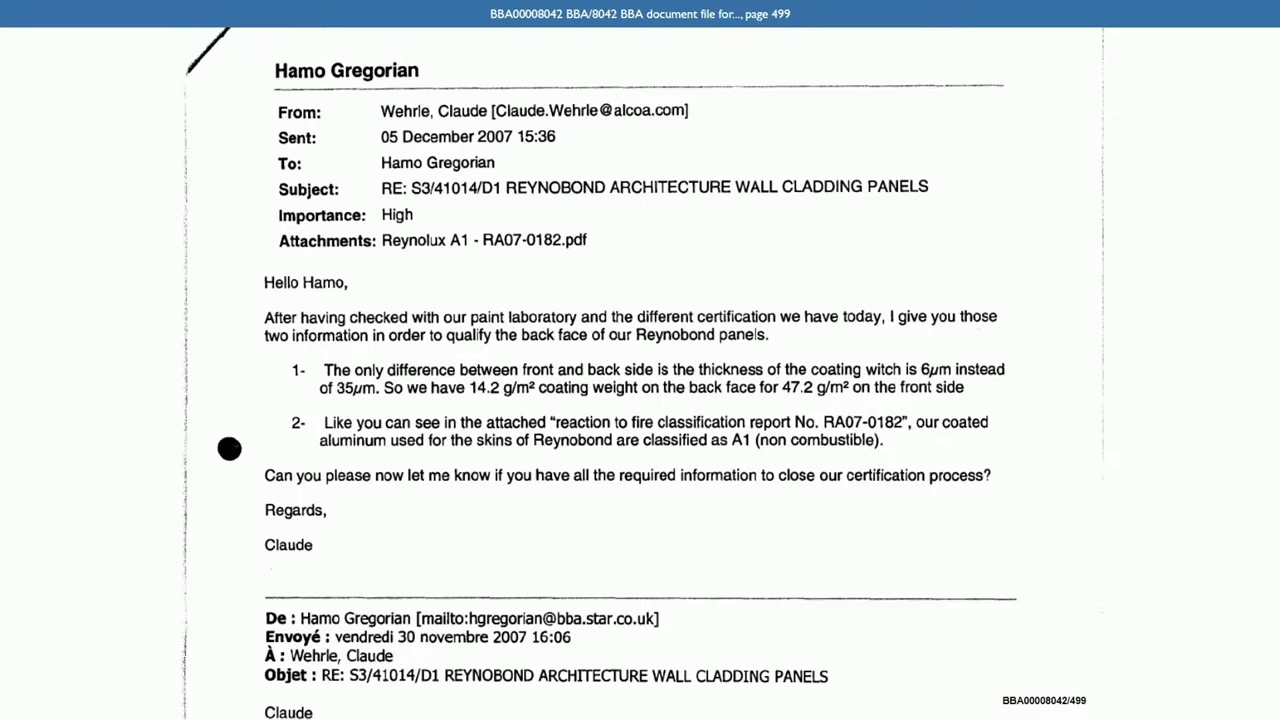 BBA00008042 BBA/8042 BBA document file for..., page 499
Hamo Gregorian
From: Wehrle, Claude [Claude.Wehrle@alcoa.com]
Sent: 05 December 2007 15:36
To: Hamo Gregorian
Subject: RE: S3/41014/D1 REYNOBOND ARCHITECTURE WALL CLADDING PANELS
Importance: High
Attachments: Reynolux A1 - RA07-0182.pdf
Hello Hamo,
After having checked with our paint laboratory and the different certification we have today, I give you those
two information in order to qualify the back face of our Reynobond panels.
1- The only difference between front and back side is the thickness of the coating witch is 6µm instead
of 35µm. So we have 14.2 g/m² coating weight on the back face for 47.2 g/m² on the front side
2- Like you can see in the attached "reaction to fire classification report No. RA07-0182", our coated
aluminum used for the skins of Reynobond are classified as A1 (non combustible).
Can you please now let me know if you have all the required information to close our certification process?
Regards,
Claude
De : Hamo Gregorian [mailto:hgregorian@bba.star.co.uk]
Envoyé : vendredi 30 novembre 2007 16:06
À : Wehrle, Claude
Objet : RE: S3/41014/D1 REYNOBOND ARCHITECTURE WALL CLADDING PANELS
BBA00008042/499
Claude